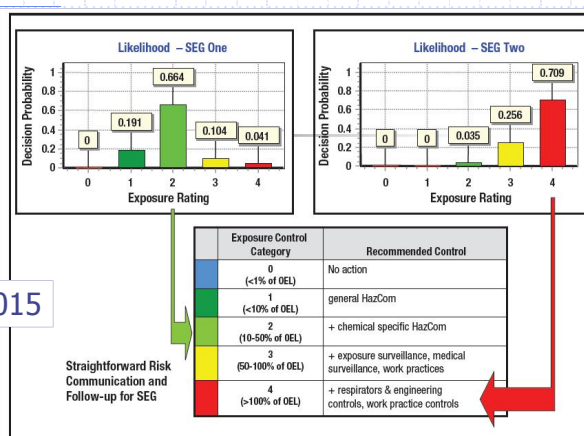 Likelihood – SEG One
Decision Probability
1
0.8
0.6
0.4
0.2
0
0
0.191
0.664
0.104
0.041
0 1 2 3 4
Exposure Rating
Likelihood – SEG Two
Decision Probability
1
0.8
0.6
0.4
0.2
0
0
0
0.035
0.256
0.709
0 1 2 3 4
Exposure Rating
Exposure Control
Category
Recommended Control
0
(<1% of OEL)
No action
1
(<10% of OEL)
general HazCom
2
(10-50% of OEL)
+ chemical specific HazCom
3
(50-100% of OEL)
+ exposure surveillance, medical
surveillance, work practices
4
(>100% of OEL)
+ respirators & engineering
controls, work practice controls
015
Straightforward Risk
Communication and
Follow-up for SEG